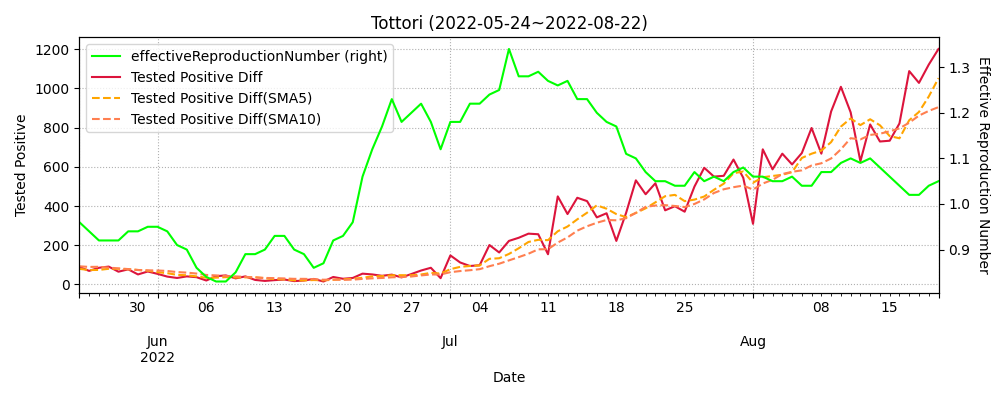 Tottori (2022-05-24~2022-08-22)
effectiveReproductionNumber (right)
Tested Positive Diff
Tested Positive Diff(SMA5)
Tested Positive Diff(SMA10)
Tested Positive
1200
1000
800
600
400
200
0
1.3
1.2
1.1
1.0
0.9
Effective Reproduction Number
30 06 13 20 27 04 11 18 25 08 15
Jun Jul Aug
2022
Date